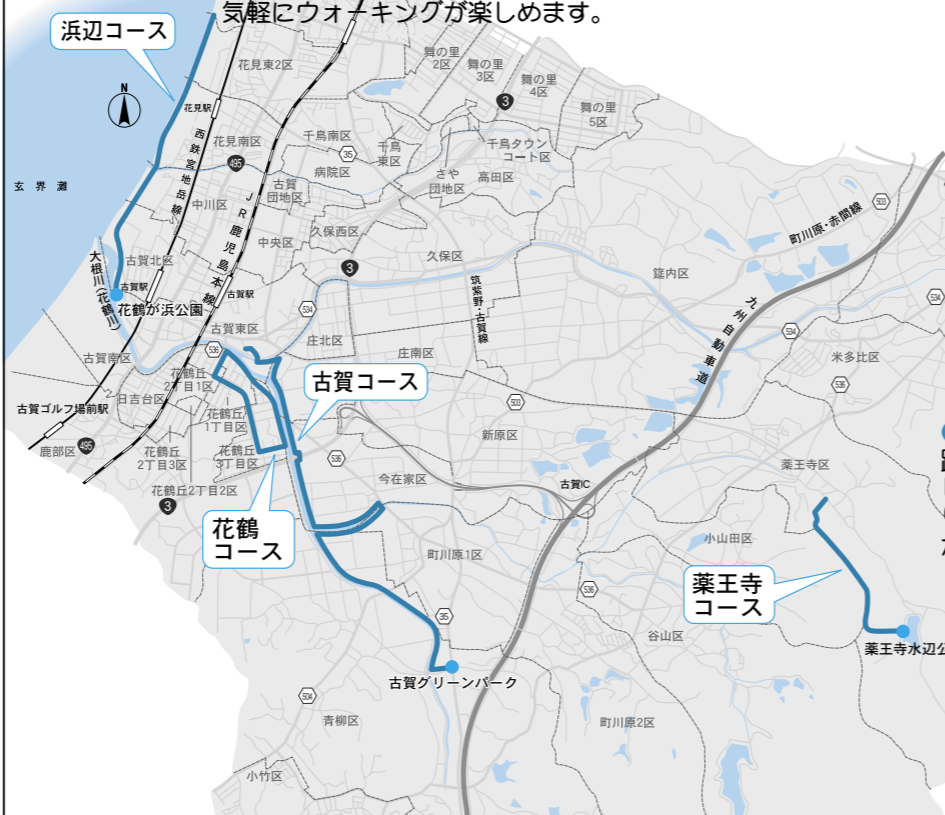 気軽にウォーキングが楽しめます。
浜辺コース
N
玄界灘
花見東2区
花見駅
西鉄宮地岳線
花見南区
495
中川区
JR鹿児島本線
古賀団地区
千鳥南区
35
病院区
千鳥東区
舞の里2区
舞の里3区
舞の里4区
舞の里5区
3
千鳥タウンコート区
さや団地区
高田区
久保西区
中央区
3
久保区
筑紫野・古賀線
筵内区
町川原・赤間線
503
九州自動車道
534
534
米多比区
536
大根川(花鶴川)
古賀北区
古賀駅
花鶴が浜公園
古賀駅
534
古賀東区
536
庄北区
庄南区
古賀南区
花鶴丘2丁目1区
日吉台区
古賀ゴルフ場前駅
鹿部区
495
花鶴丘1丁目区
花鶴丘2丁目3区
花鶴丘3丁目区
花鶴丘2丁目2区
3
古賀コース
503
新原区
536
今在家区
古賀IC
薬王寺区
花鶴
コース
町川原1区
小山田区
536
薬王寺
コース
35
谷山区
薬王寺水辺公
古賀グリーンパーク
504
青柳区
町川原2区
小竹区